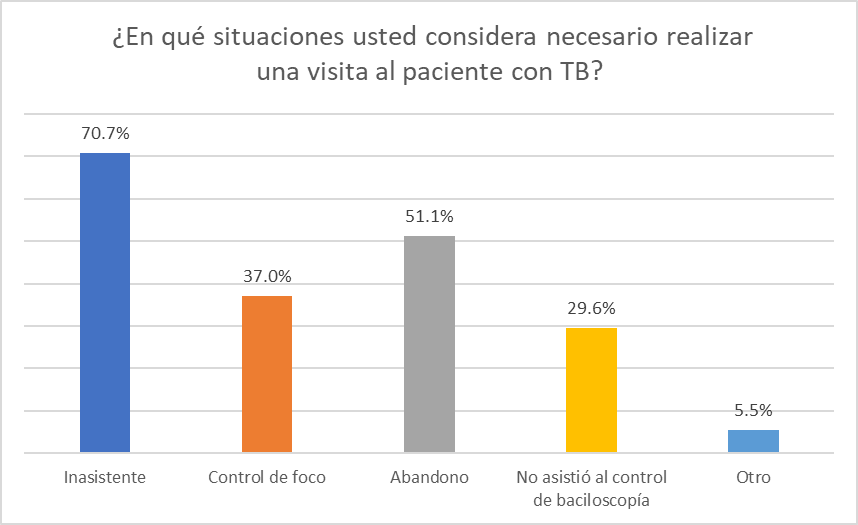 ¿En qué situaciones usted considera necesario realizar
una visita al paciente con TB?
70.7%
37.0%
51.1%
29.6%
5.5%
Inasistente
Control de foco
Abandono
No asistió al control
de baciloscopía
Otro